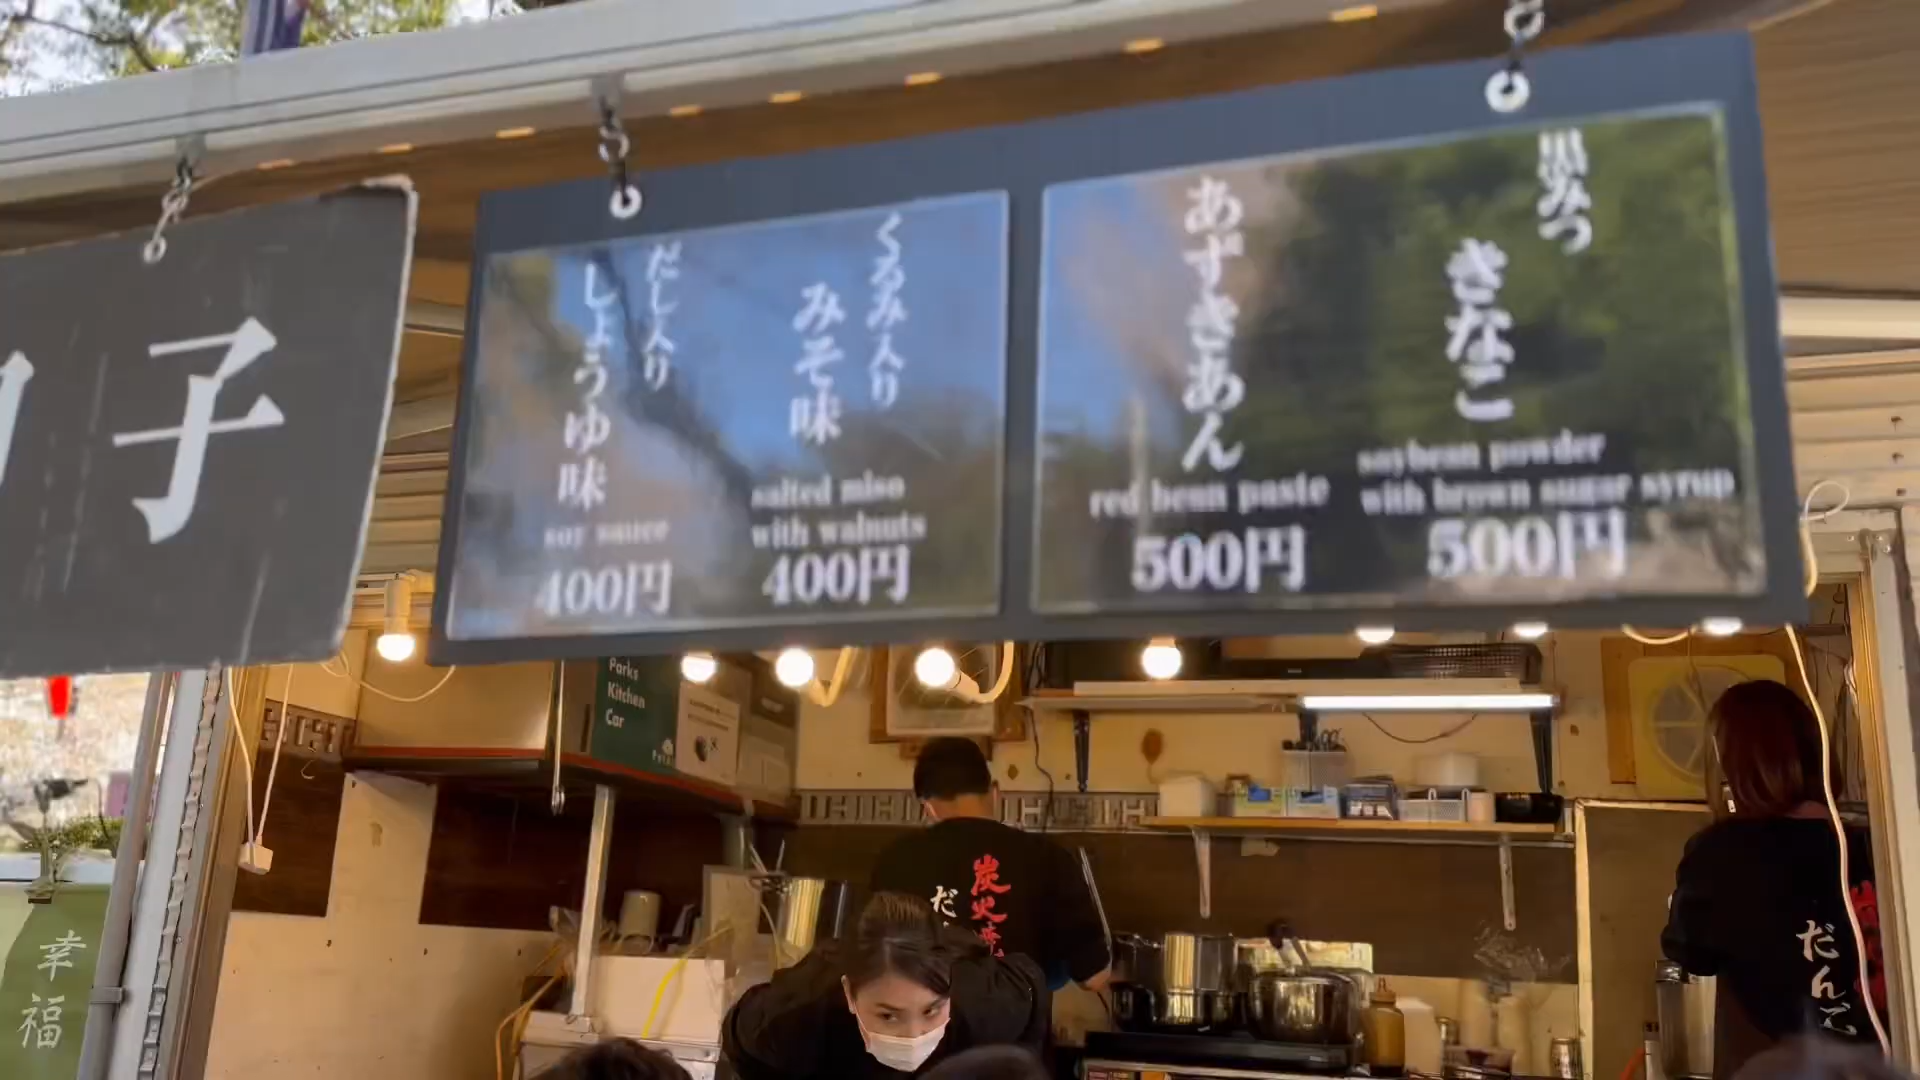 子
だし入り
しょうゆ味
soy sauce
400円
くるみ入り
みそ味
salted miso
with walnuts
400円
あずきあん
red bean paste
500円
黒みつ
きなこ
soybean powder
with brown sugar syrup
500円
Parks
Kitchen
Car
炭火焼
だ
だんご
幸福